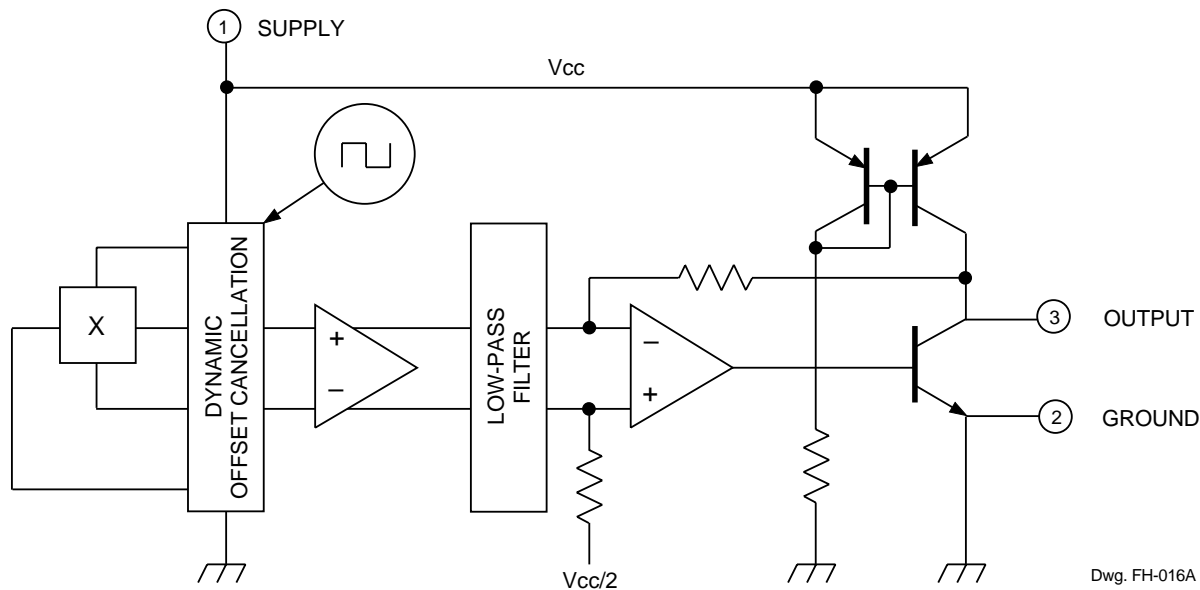 1 SUPPLY
Vcc
X
DYNAMIC
OFFSET CANCELLATION
+
−
LOW-PASS
FILTER
−
+
3 OUTPUT
2 GROUND
Vcc/2
Dwg. FH-016A